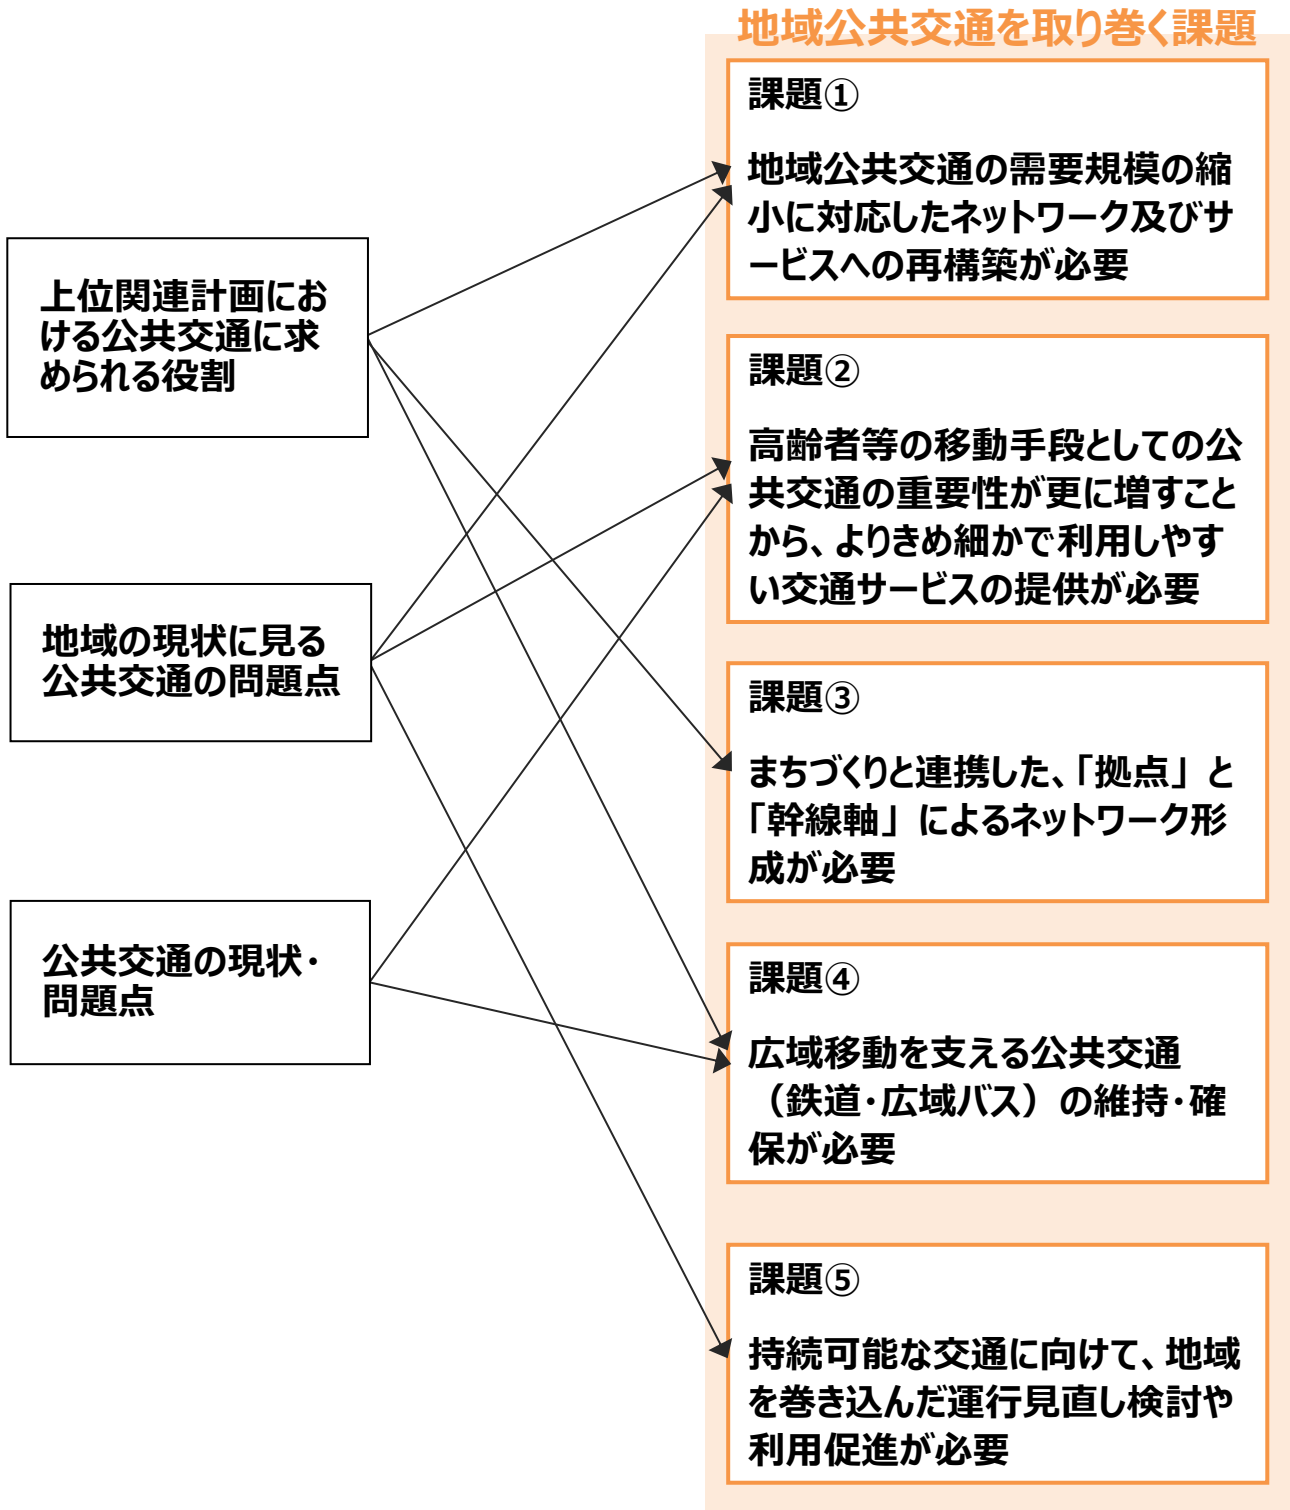 地域公共交通を取り巻く課題
上位関連計画にお
ける公共交通に求
められる役割
地域の現状に見る
公共交通の問題点
公共交通の現状・
問題点
課題①
地域公共交通の需要規模の縮
小に対応したネットワーク及びサ
ービスへの再構築が必要
課題②
高齢者等の移動手段としての公
共交通の重要性が更に増すこと
から、よりきめ細かで利用しやす
い交通サービスの提供が必要
課題③
まちづくりと連携した、「拠点」と
「幹線軸」によるネットワーク形
成が必要
課題④
広域移動を支える公共交通
（鉄道・広域バス）の維持・確
保が必要
課題⑤
持続可能な交通に向けて、地域
を巻き込んだ運行見直し検討や
利用促進が必要